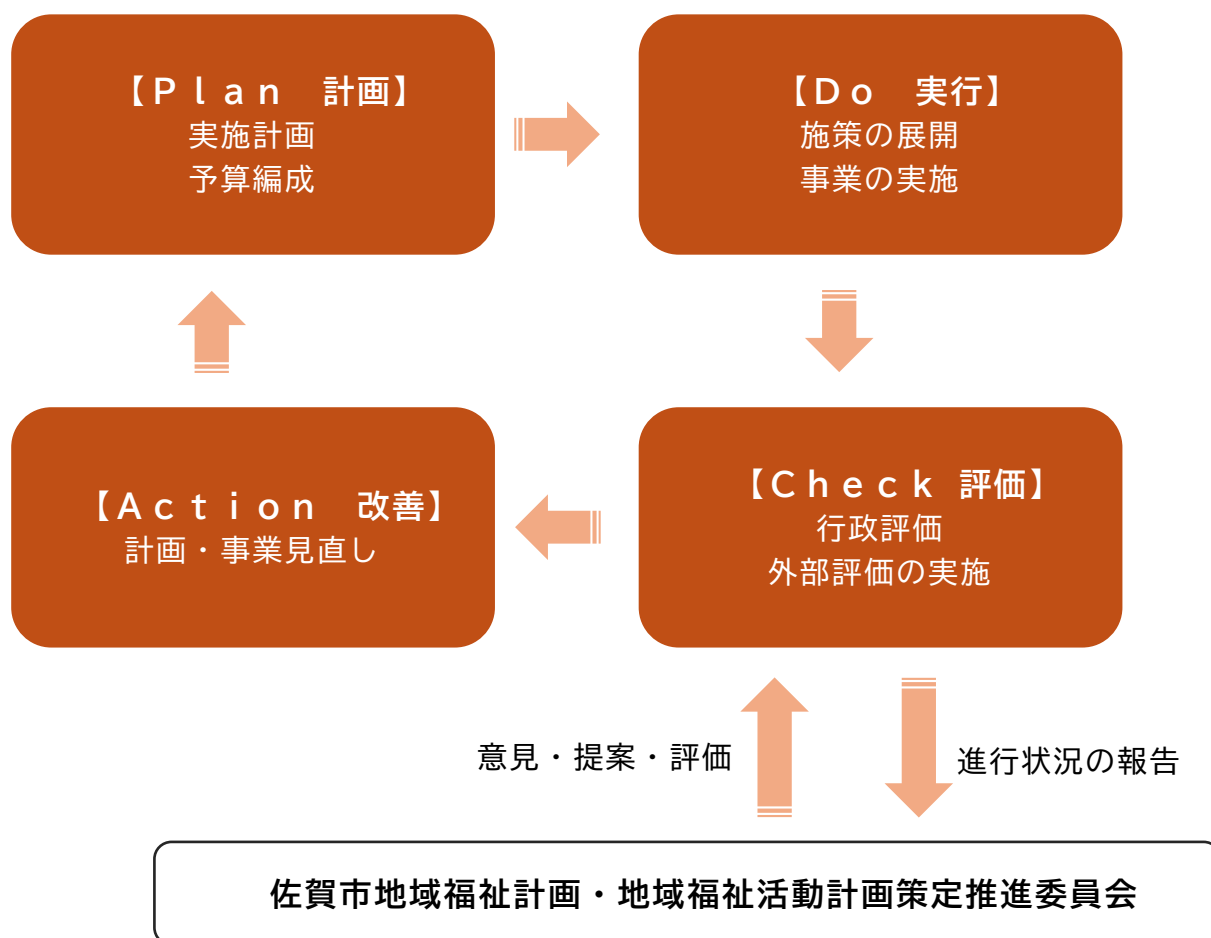 【Ｐｌａｎ　計画】
実施計画
予算編成
【Ｄｏ　実行】
施策の展開
事業の実施
【Ａｃｔｉｏｎ　改善】
計画・事業見直し
【Ｃｈｅｃｋ 評価】
行政評価
外部評価の実施
意見・提案・評価
進行状況の報告
佐賀市地域福祉計画・地域福祉活動計画策定推進委員会